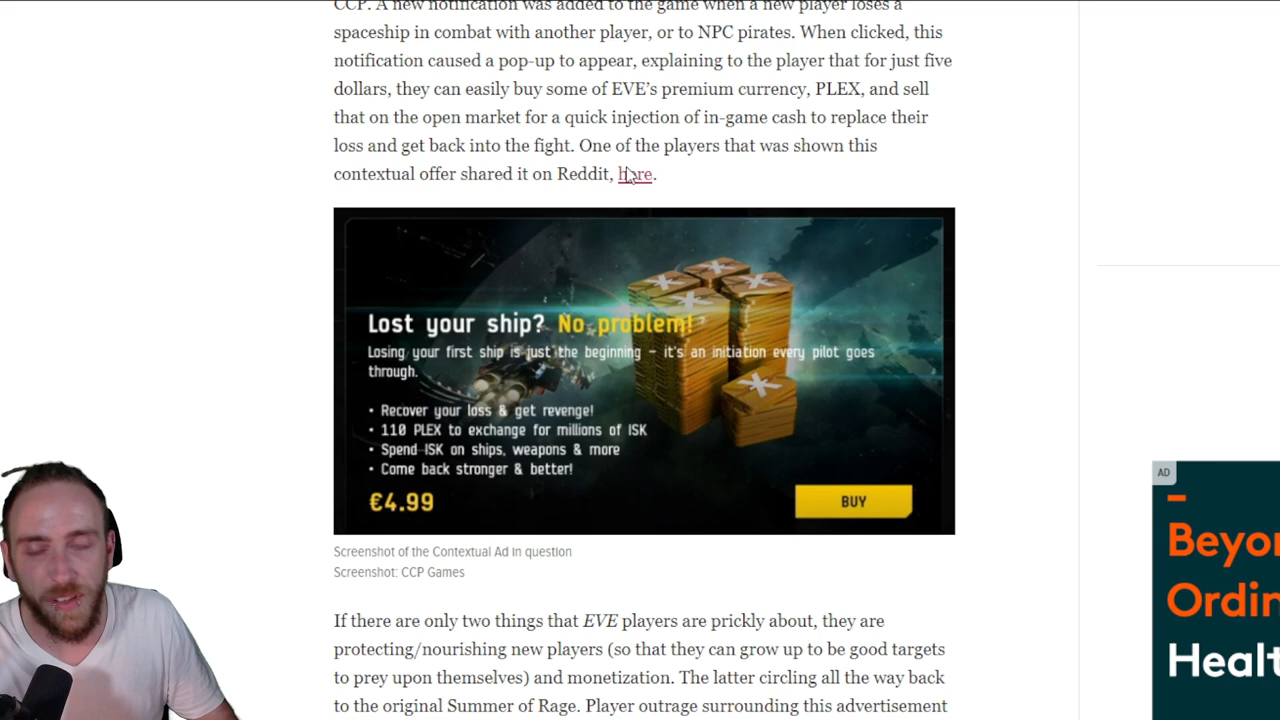 CCP. A new notification was added to the game when a new player loses a
spaceship in combat with another player, or to NPC pirates. When clicked, this
notification caused a pop-up to appear, explaining to the player that for just five
dollars, they can easily buy some of EVE’s premium currency, PLEX, and sell
that on the open market for a quick injection of in-game cash to replace their
loss and get back into the fight. One of the players that was shown this
contextual offer shared it on Reddit, here.
Lost your ship? No problem!
Losing your first ship is just the beginning – it's an initiation every pilot goes
through.
• Recover your loss & get revenge!
• 110 PLEX to exchange for millions of ISK
• Spend ISK on ships, weapons & more
• Come back stronger & better!
€4.99
BUY
Screenshot of the Contextual Ad In question
Screenshot: CCP Games
If there are only two things that EVE players are prickly about, they are
protecting/nourishing new players (so that they can grow up to be good targets
to prey upon themselves) and monetization. The latter circling all the way back
to the original Summer of Rage. Player outrage surrounding this advertisement
AD
Beyo
Ordin
Healt